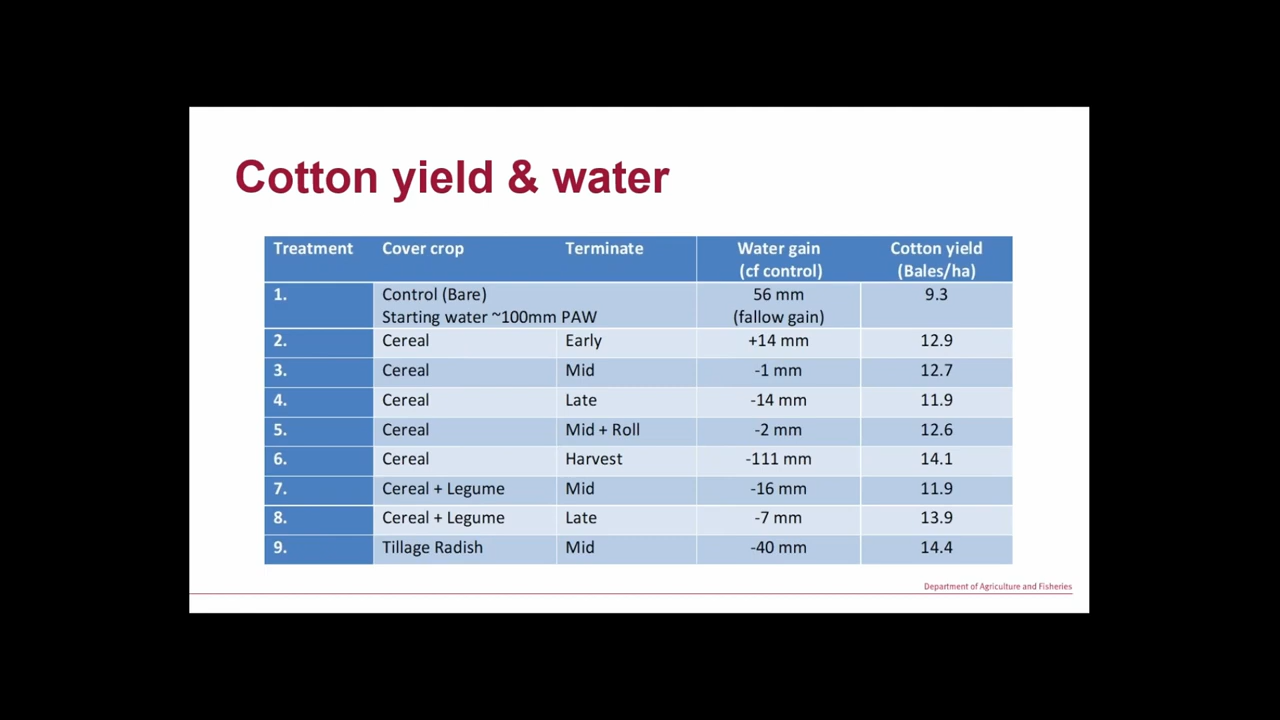 Cotton yield & water
Treatment Cover crop Terminate Water gain (cf control) Cotton yield (Bales/ha)
1. Control (Bare) Starting water ~100mm PAW 56 mm (fallow gain) 9.3
2. Cereal Early +14 mm 12.9
3. Cereal Mid -1 mm 12.7
4. Cereal Late -14 mm 11.9
5. Cereal Mid + Roll -2 mm 12.6
6. Cereal Harvest -111 mm 14.1
7. Cereal + Legume Mid -16 mm 11.9
8. Cereal + Legume Late -7 mm 13.9
9. Tillage Radish Mid -40 mm 14.4
Department of Agriculture and Fisheries